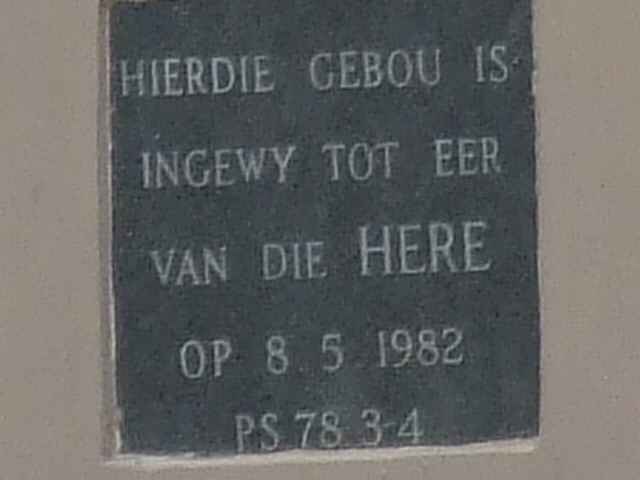 HIERDIE GEBOU IS
INGEWY TOT EER
VAN DIE HERE
OP 8 5 1982
PS 78 3-4